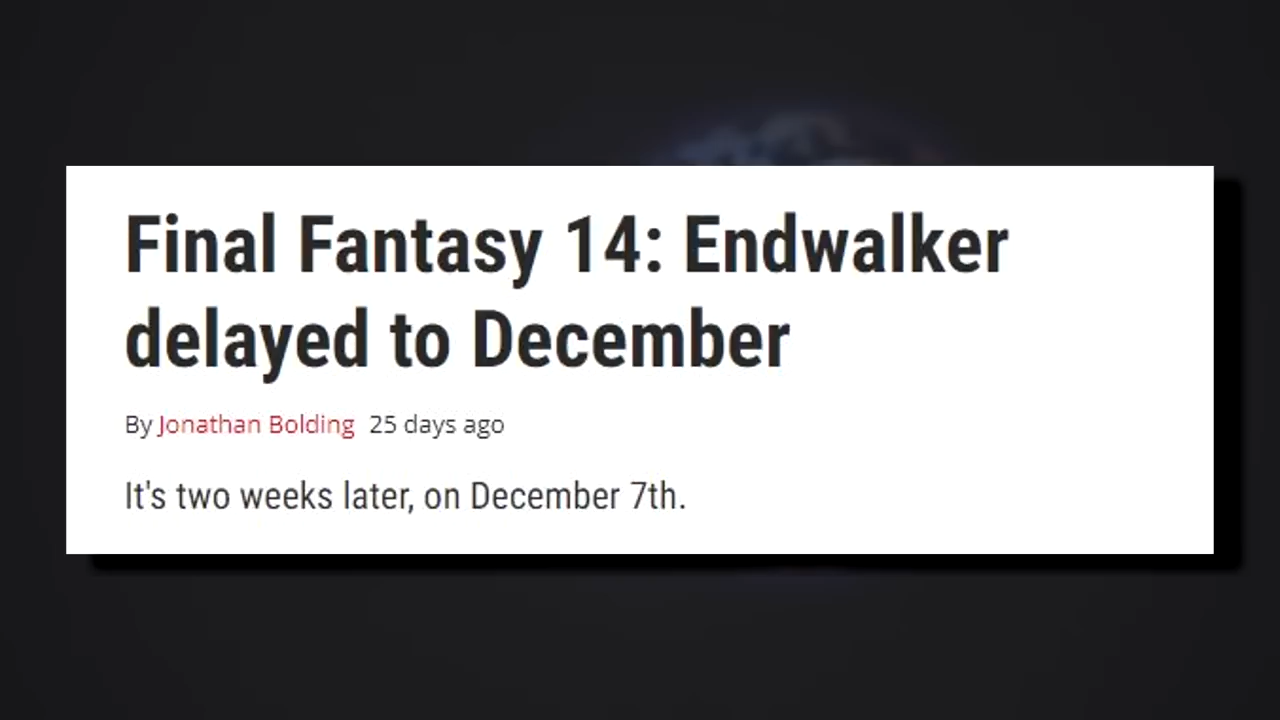 Final Fantasy 14: Endwalker
delayed to December
By Jonathan Bolding 25 days ago
It's two weeks later, on December 7th.